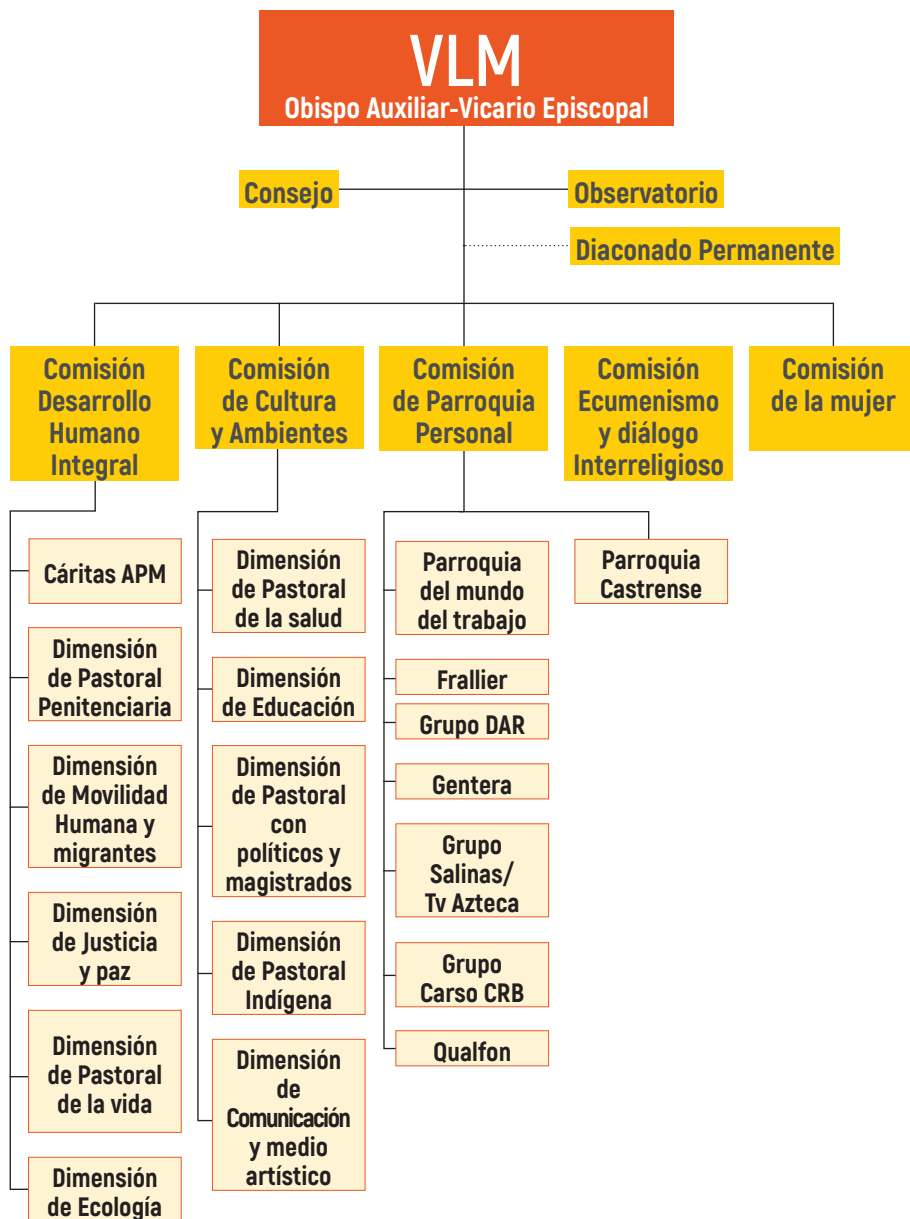 VLM
Obispo Auxiliar-Vicario Episcopal
Consejo
Observatorio
Diaconado Permanente
Comisión
Desarrollo
Humano
Integral
Comisión
de Cultura
y Ambientes
Comisión
de Parroquia
Personal
Comisión
Ecumenismo
y diálogo
Interreligioso
Comisión
de la mujer
Cáritas APM
Dimensión
de Pastoral
Penitenciaria
Dimensión
de Movilidad
Humana y
migrantes
Dimensión
de Justicia
y paz
Dimensión
de Pastoral
de la vida
Dimensión
de Ecología
Dimensión
de Pastoral
de la salud
Dimensión
de Educación
Dimensión
de Pastoral
con
políticos y
magistrados
Dimensión
de Pastoral
Indígena
Dimensión
de
Comunicación
y medio
artístico
Parroquia
del mundo
del trabajo
Frallier
Grupo DAR
Gentera
Grupo
Salinas/
Tv Azteca
Grupo
Carso CRB
Qualfon
Parroquia
Castrense